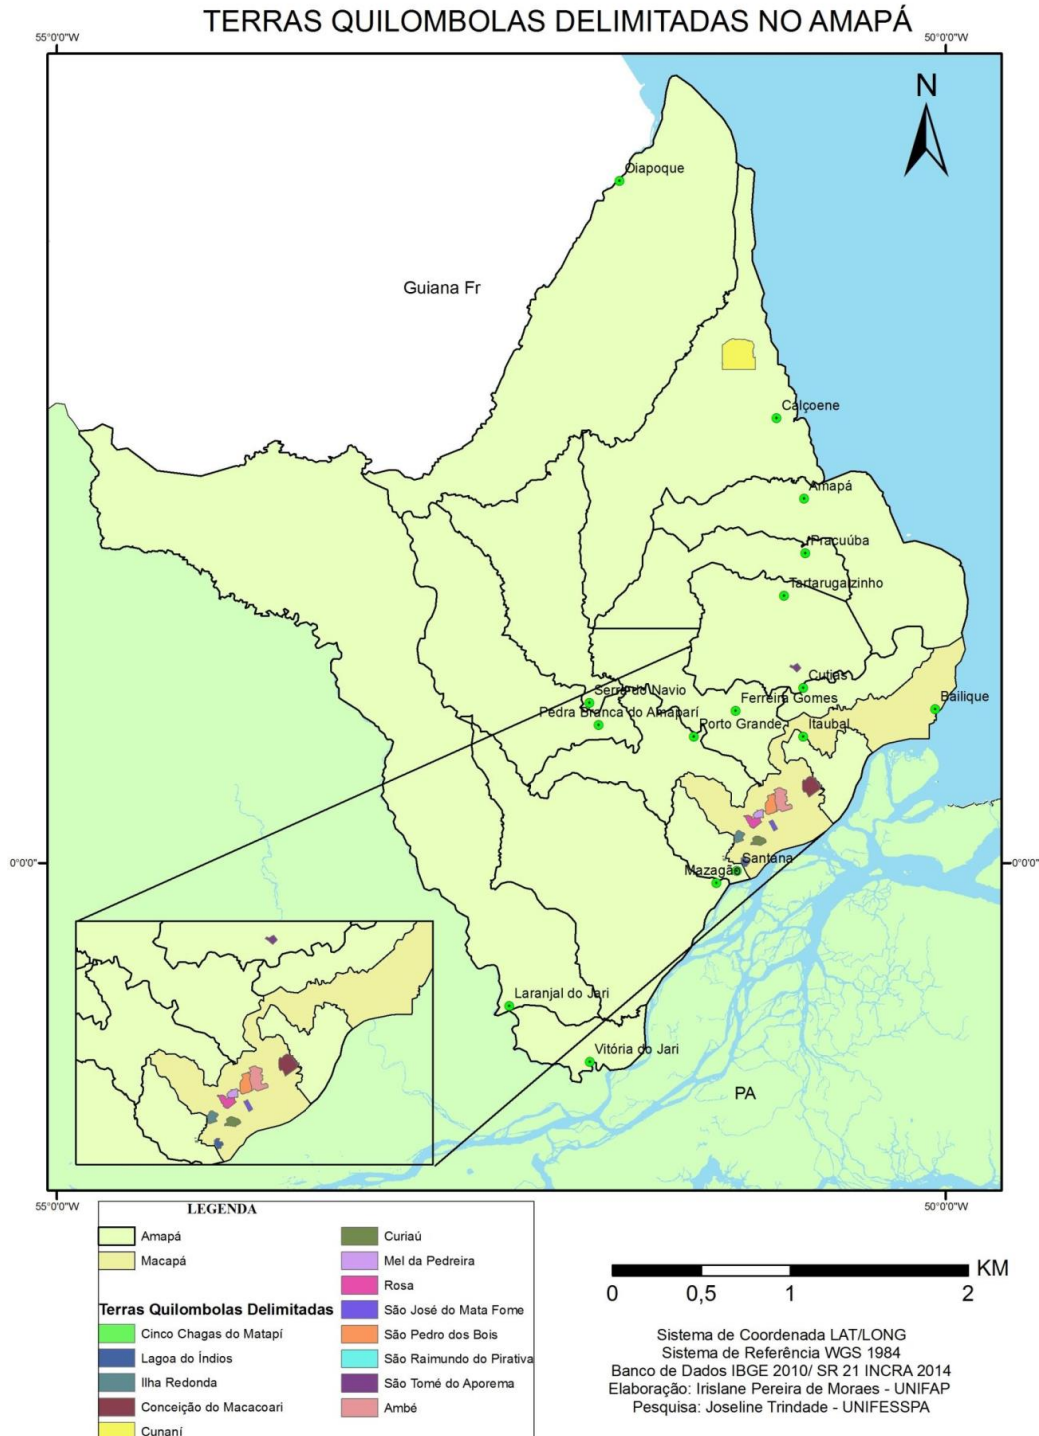 TERRAS QUILOMBOLAS DELIMITADAS NO AMAPÁ
55°0'0"W
50°0'0"W
N
Oiapoque
Guiana Fr
Calçoene
Amapá
Pracuúba
Tartarugalzinho
Cutias
Serra do Navio
Ferreira Gomes
Bailique
Pedra Branca do Amaparí
Porto Grande
Itaubal
0°0'0"
0°0'0"
Santana
Mazagão
Laranjal do Jari
Vitória do Jari
PA
55°0'0"W
50°0'0"W
LEGENDA
Amapá
Macapá
Terras Quilombolas Delimitadas
Cinco Chagas do Matapí
Lagoa do Índios
Ilha Redonda
Conceição do Macacoari
Cunaní
Curiaú
Mel da Pedreira
Rosa
São José do Mata Fome
São Pedro dos Bois
São Raimundo do Pirativa
São Tomé do Aporema
Ambé
KM
0 0,5 1 2
Sistema de Coordenada LAT/LONG
Sistema de Referência WGS 1984
Banco de Dados IBGE 2010/ SR 21 INCRA 2014
Elaboração: Irislane Pereira de Moraes - UNIFAP
Pesquisa: Joseline Trindade - UNIFESSPA